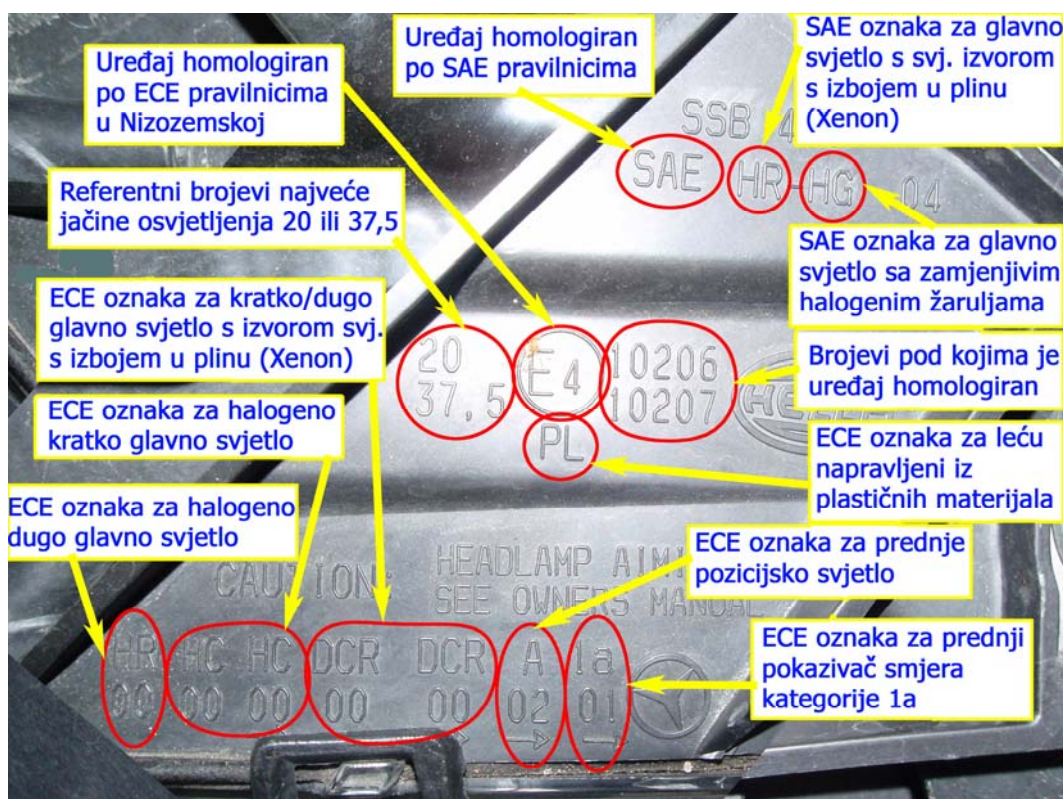 Uređaj homologiran
po ECE pravilnicima
u Nizozemskoj
Uređaj homologiran
po SAE pravilnicima
SAE oznaka za glavno
svjetlo s svj. izvorom
s izbojem u plinu
(Xenon)
SSB 4
SAE HR-HG 04
Referentni brojevi najveće
jačine osvjetljenja 20 ili 37,5
SAE oznaka za glavno
svjetlo sa zamjenjivim
halogenim žaruljama
ECE oznaka za kratko/dugo
glavno svjetlo s izvorom svj.
s izbojem u plinu (Xenon)
20 E4 10206
37,5 10207
PL
Brojevi pod kojima je
uređaj homologiran
HELLA
ECE oznaka za halogeno
kratko glavno svjetlo
ECE oznaka za leću
napravljeni iz
plastičnih materijala
ECE oznaka za halogeno
dugo glavno svjetlo
ECE oznaka za prednje
pozicijsko svjetlo
CAUTION: HEADLAMP AIMI
SEE OWNERS MANUAL
ECE oznaka za prednji
pokazivač smjera
kategorije 1a
HR HC HC DCR DCR A 1a
00 00 00 00 00 02 01